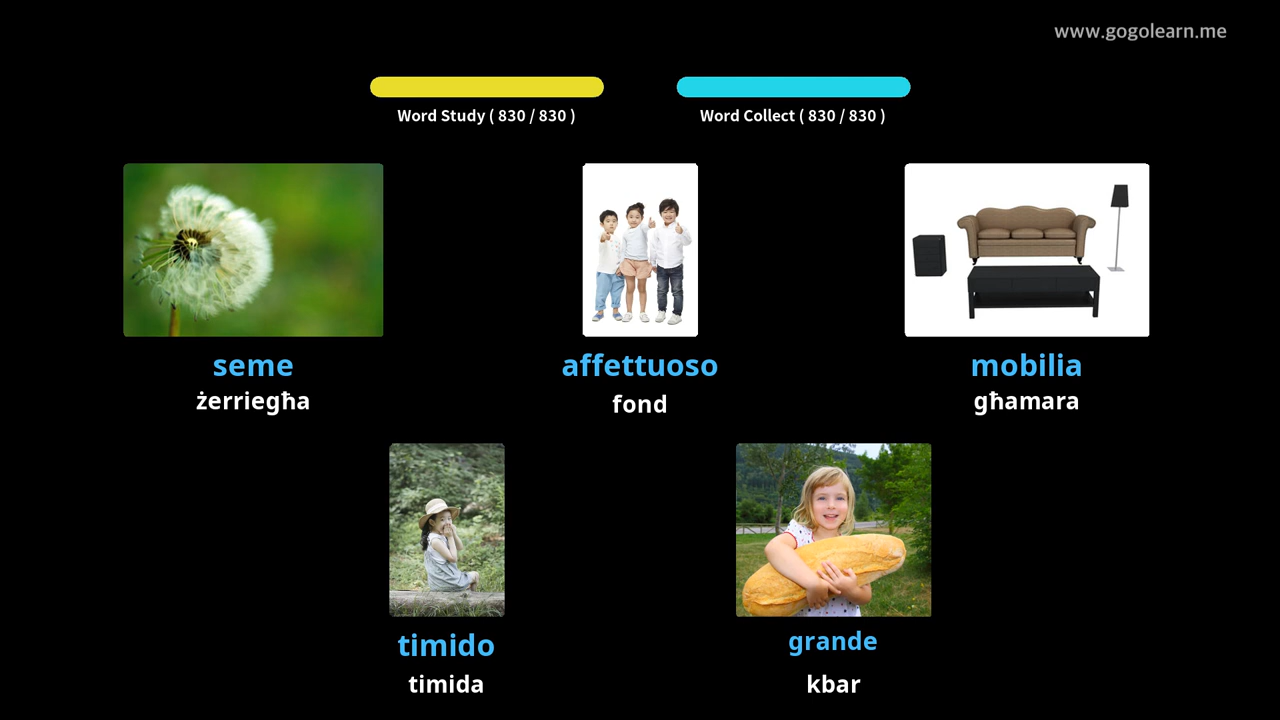 www.gogolearn.me
Word Study ( 830 / 830 )
Word Collect ( 830 / 830 )
seme
affettuoso
mobilia
żerriegħa
fond
għamara
timido
grande
timida
kbar